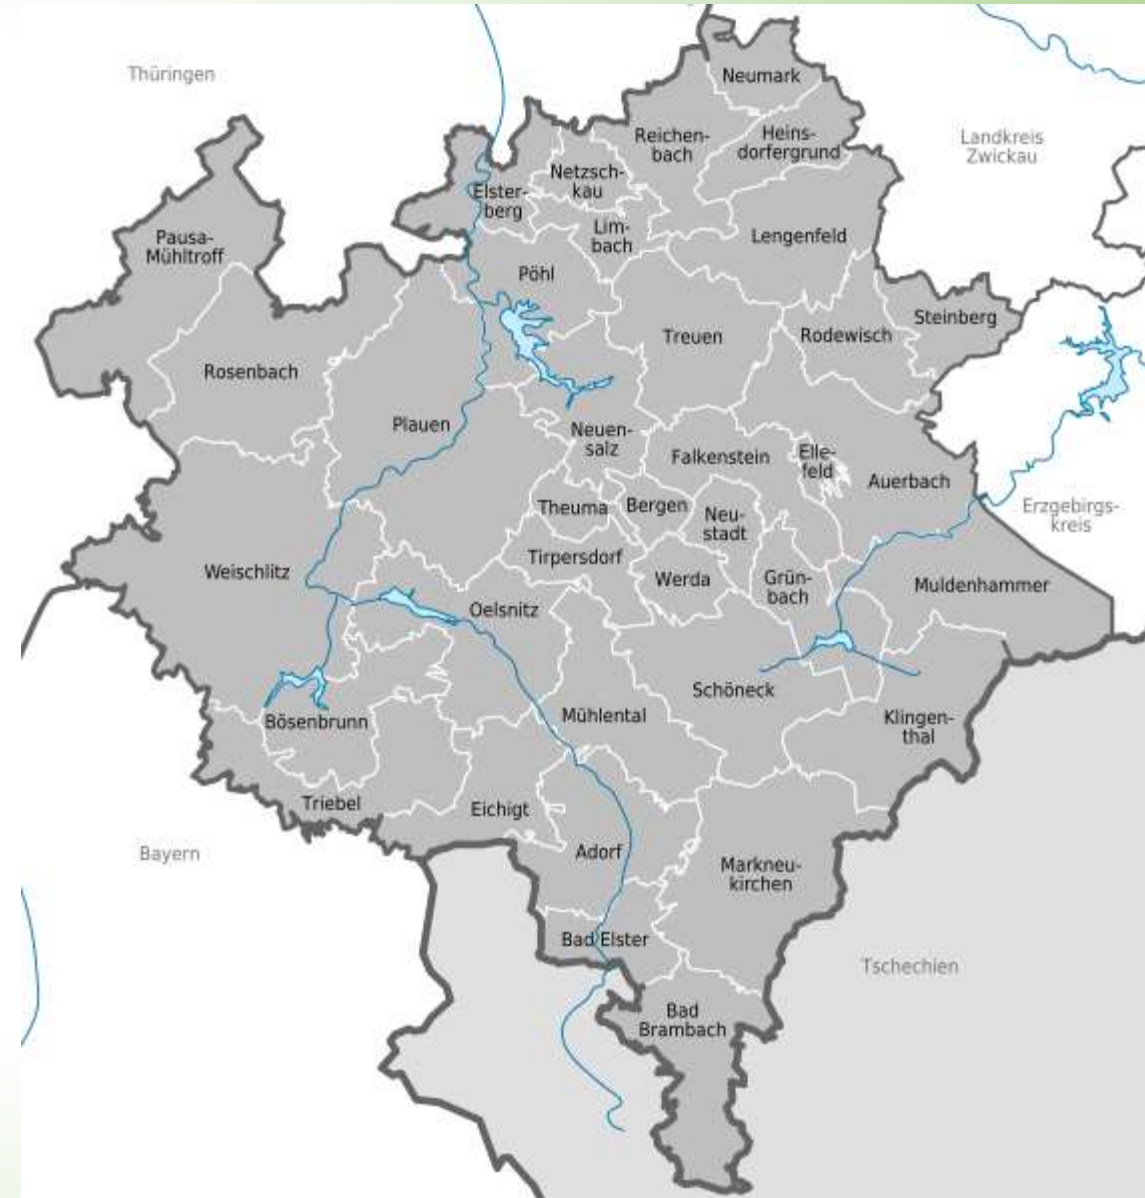 Thüringen
Neumark
Reichen-
bach
Heins-
dorfergrund
Landkreis
Zwickau
Netzsch-
kau
Elster-
berg
Lim-
bach
Lengenfeld
Pausa-
Mühltroff
Pöhl
Steinberg
Treuen
Rodewisch
Rosenbach
Plauen
Neuen-
salz
Falkenstein
Elle-
feld
Auerbach
Theuma
Bergen
Neu-
stadt
Erzgebirgs-
kreis
Tirpersdorf
Weischlitz
Werda
Grün-
bach
Muldenhammer
Oelsnitz
Schöneck
Mühlental
Bösenbrunn
Klingen-
thal
Triebel
Eichigt
Bayern
Adorf
Markneu-
kirchen
Bad Elster
Tschechien
Bad
Brambach